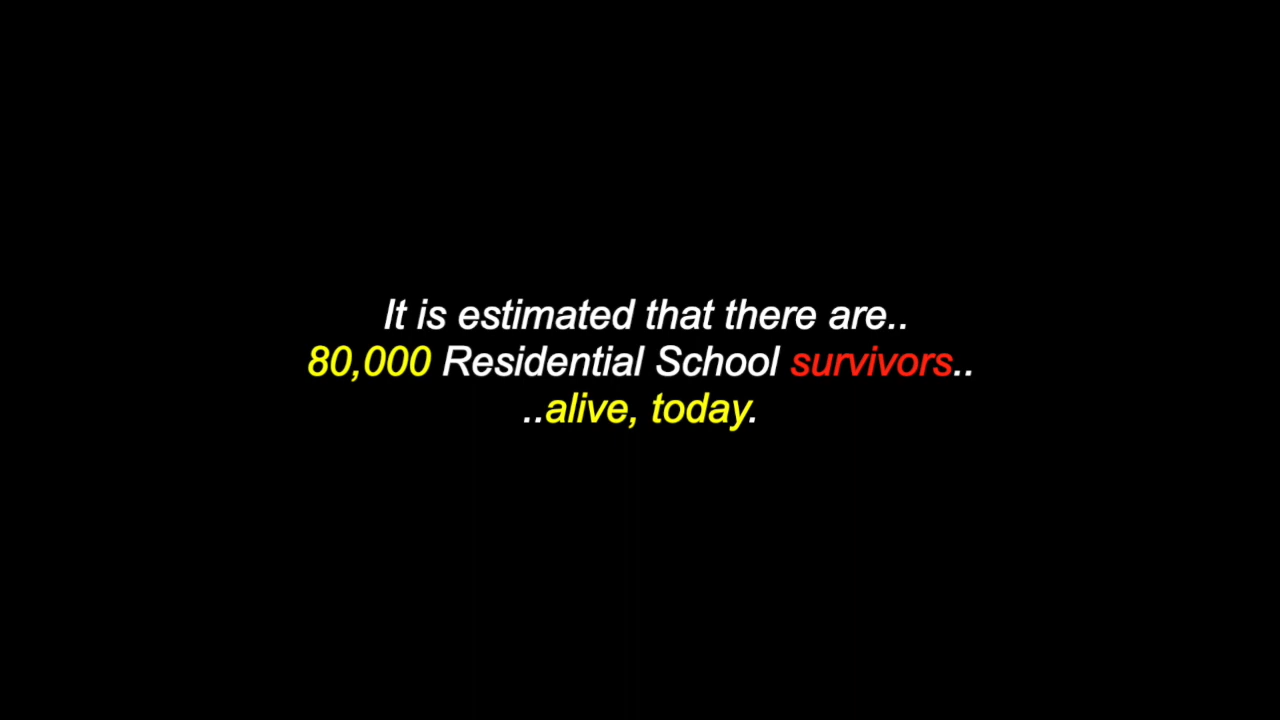 It is estimated that there are..
80,000 Residential School survivors..
..alive, today.